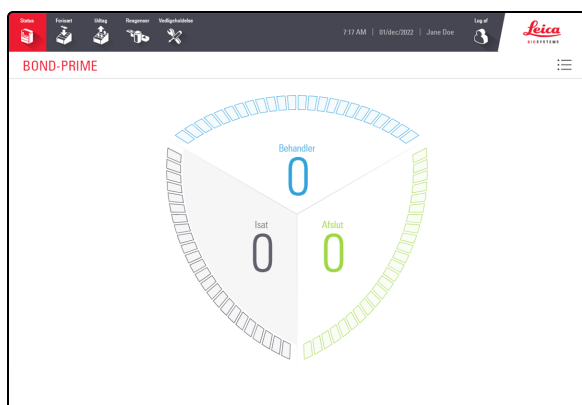 Status
Forisæt
Udtag
Reagenser
Vedligeholdelse
7:17 AM | 01/dec/2022 | Jane Doe
Log af
Leica
BIOSYSTEMS
BOND-PRIME
Behandler
0
Isat
0
Afslut
0